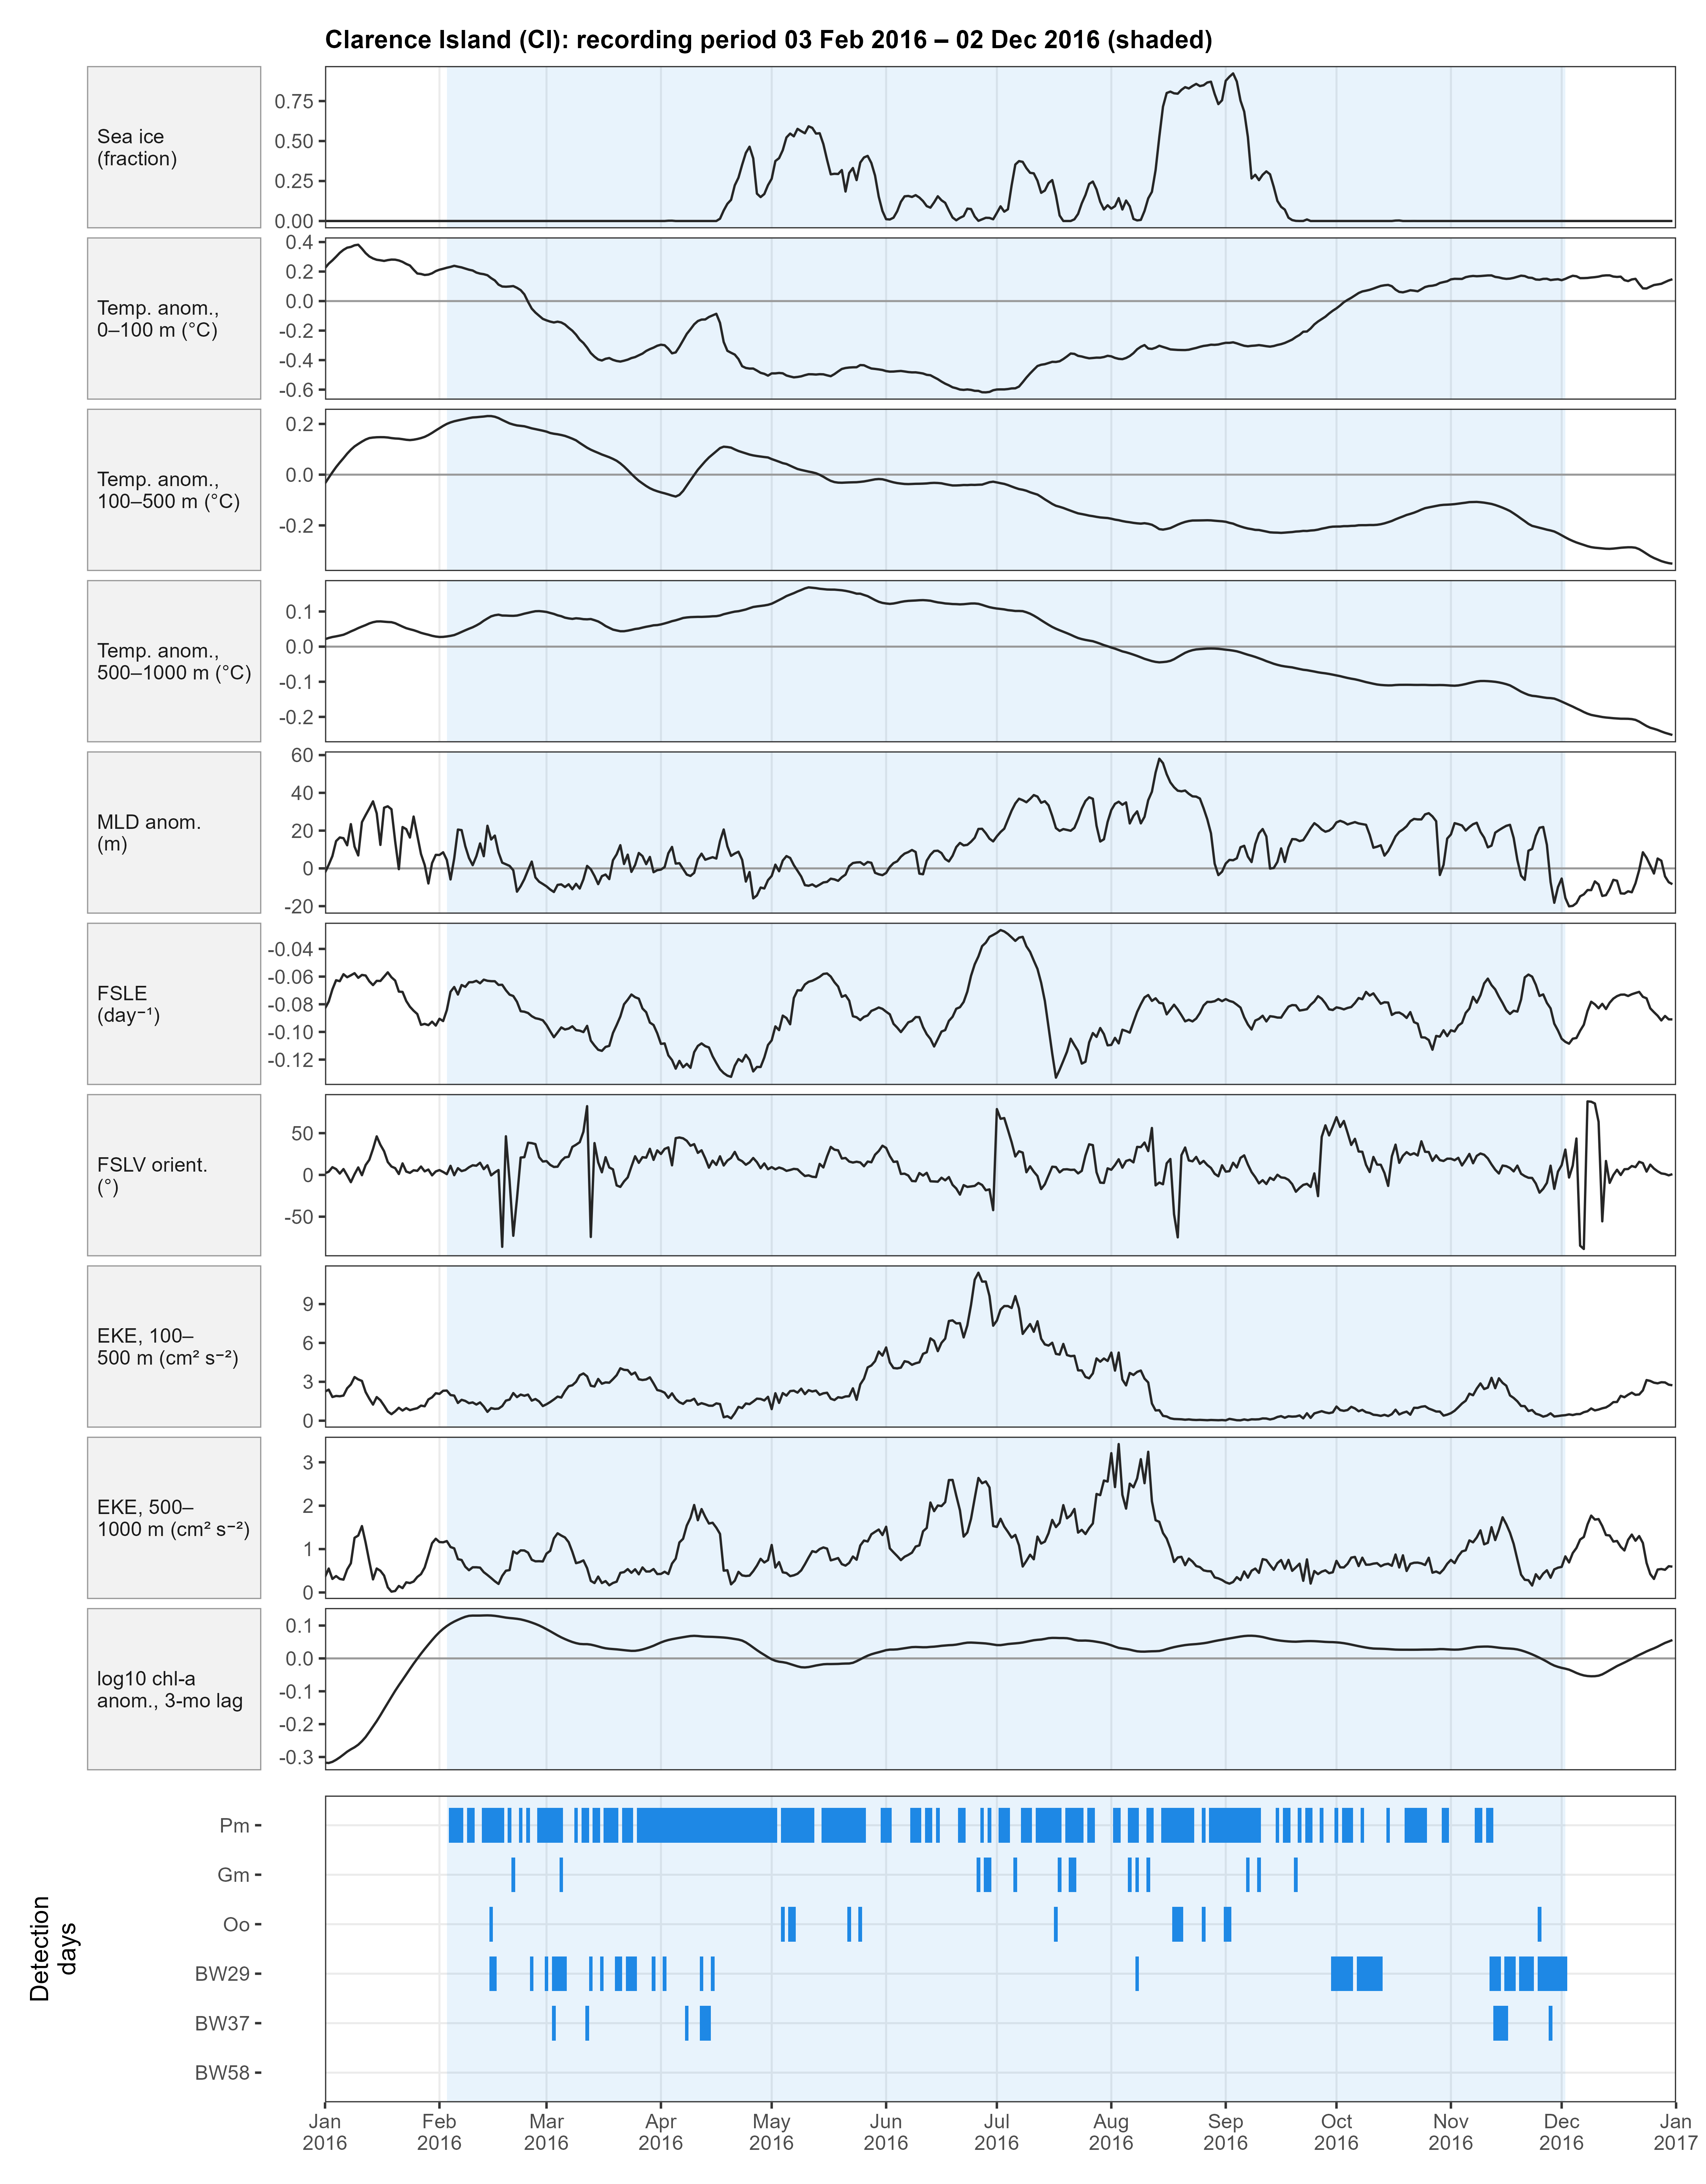 Clarence Island (CI): recording period 03 Feb 2016 – 02 Dec 2016 (shaded)
Sea ice
(fraction)
0.75
0.50
0.25
0.00
Temp. anom.,
0–100 m (°C)
0.4
0.2
0.0
-0.2
-0.4
-0.6
Temp. anom.,
100–500 m (°C)
0.2
0.0
-0.2
Temp. anom.,
500–1000 m (°C)
0.1
0.0
-0.1
-0.2
MLD anom.
(m)
60
40
20
0
-20
FSLE
(day⁻¹)
-0.04
-0.06
-0.08
-0.10
-0.12
FSLV orient.
(°)
50
0
-50
EKE, 100–
500 m (cm² s⁻²)
9
6
3
0
EKE, 500–
1000 m (cm² s⁻²)
3
2
1
0
log10 chl-a
anom., 3-mo lag
0.1
0.0
-0.1
-0.2
-0.3
Detection
days
Pm
Gm
Oo
BW29
BW37
BW58
Jan Feb Mar Apr May Jun Jul Aug Sep Oct Nov Dec Jan
2016 2016 2016 2016 2016 2016 2016 2016 2016 2016 2016 2016 2017